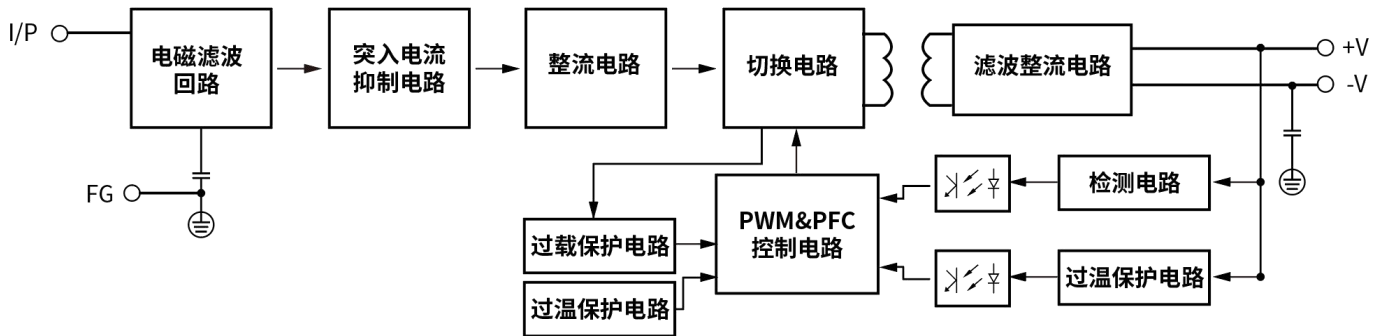 I/P
电磁滤波
回路
突入电流
抑制电路
整流电路
切换电路
滤波整流电路
+V
-V
FG
PWM&PFC
控制电路
检测电路
过载保护电路
过温保护电路
过温保护电路